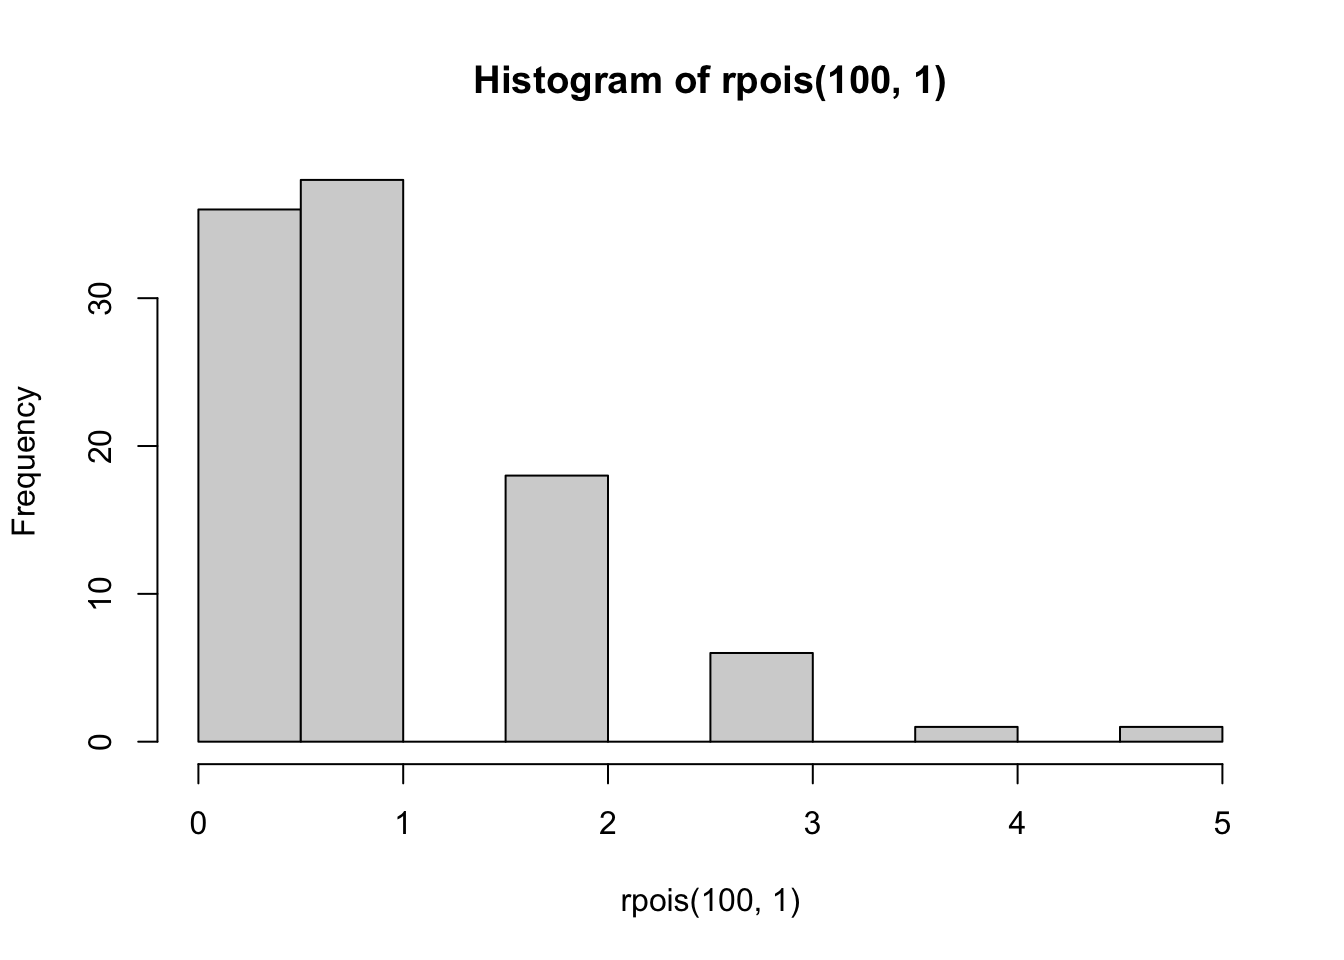 Histogram of rpois(100, 1)
Frequency
30
20
10
0
0 1 2 3 4 5
rpois(100, 1)